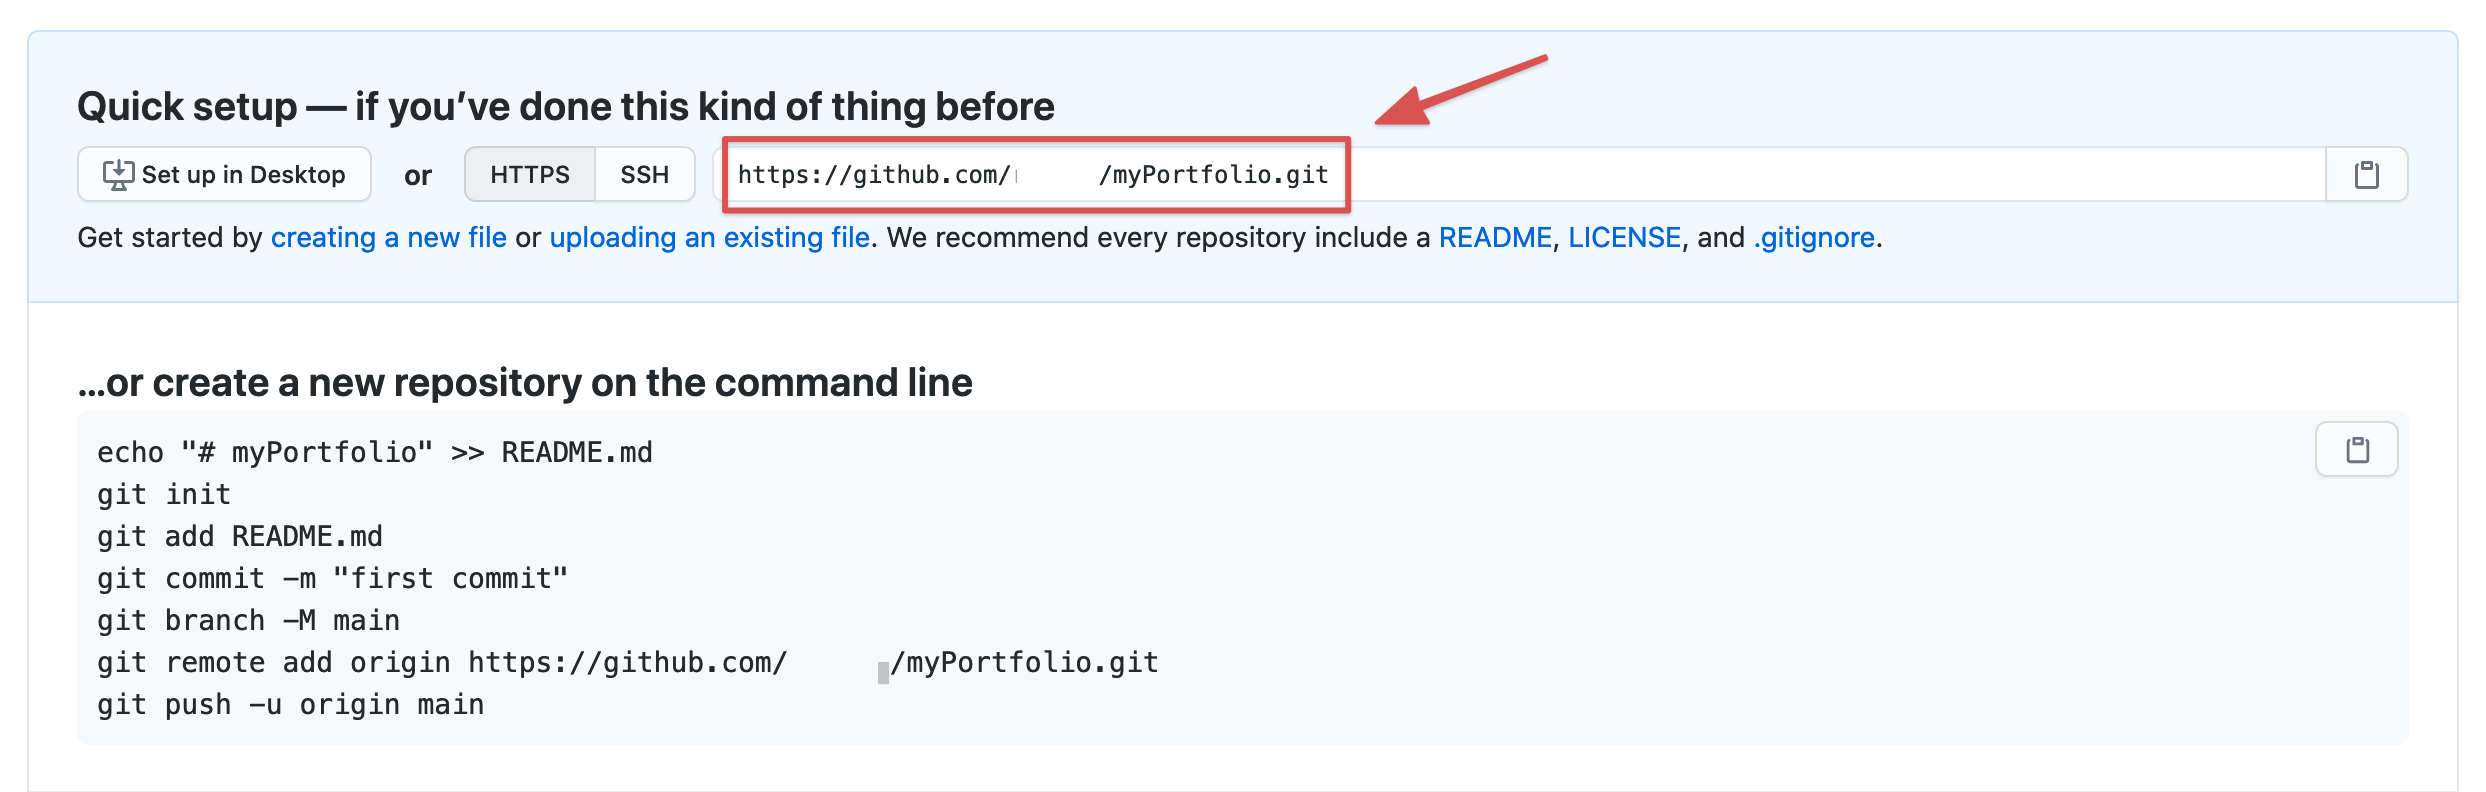 Quick setup — if you’ve done this kind of thing before
Set up in Desktop or HTTPS SSH https://github.com/ /myPortfolio.git
Get started by creating a new file or uploading an existing file. We recommend every repository include a README, LICENSE, and .gitignore.
...or create a new repository on the command line
echo "# myPortfolio" >> README.md
git init
git add README.md
git commit -m "first commit"
git branch -M main
git remote add origin https://github.com/ /myPortfolio.git
git push -u origin main